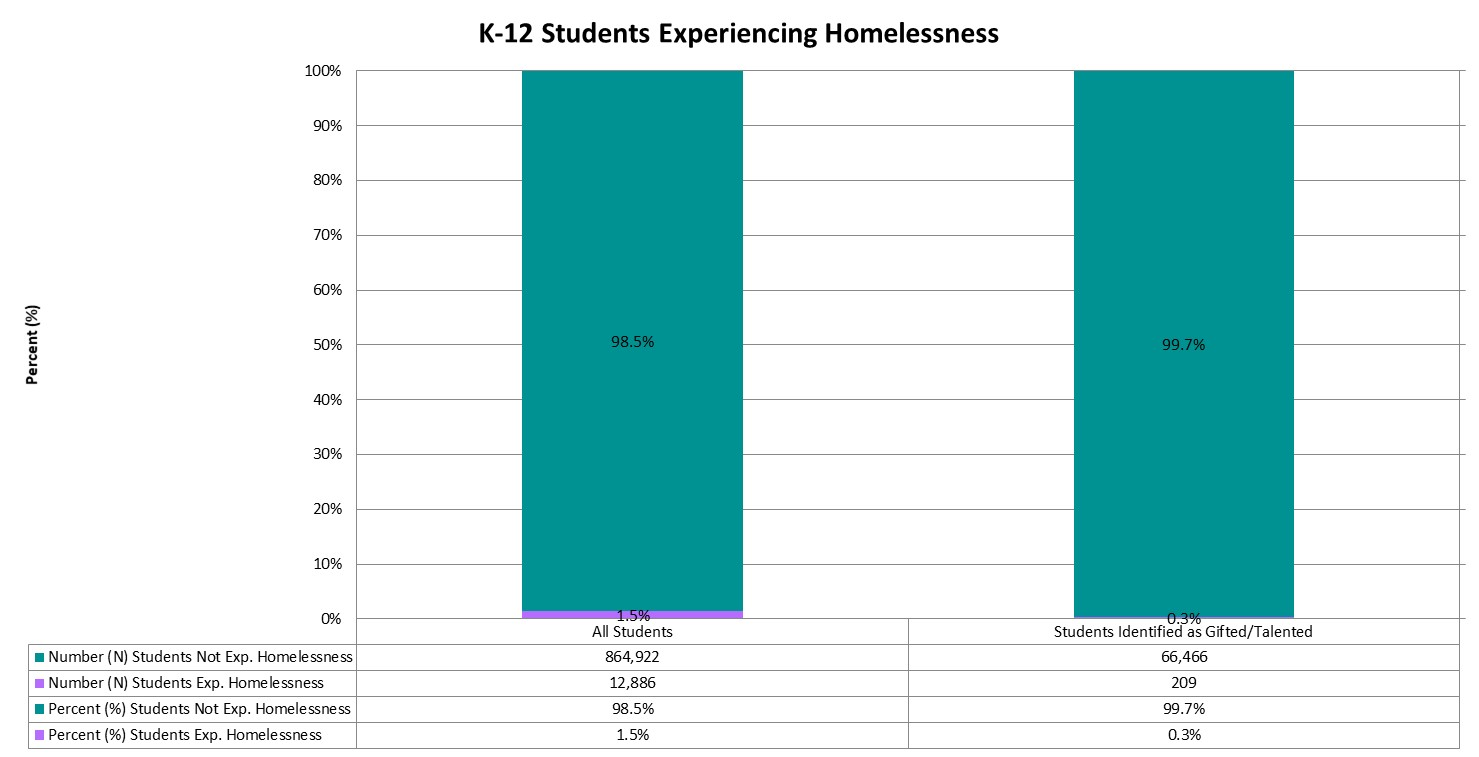 K-12 Students Experiencing Homelessness
Percent (%)
100%
90%
80%
70%
60%
50%
40%
30%
20%
10%
0%
98.5%
99.7%
1.5%
0.3%
All Students Students Identified as Gifted/Talented
Number (N) Students Not Exp. Homelessness 864,922 66,466
Number (N) Students Exp. Homelessness 12,886 209
Percent (%) Students Not Exp. Homelessness 98.5% 99.7%
Percent (%) Students Exp. Homelessness 1.5% 0.3%